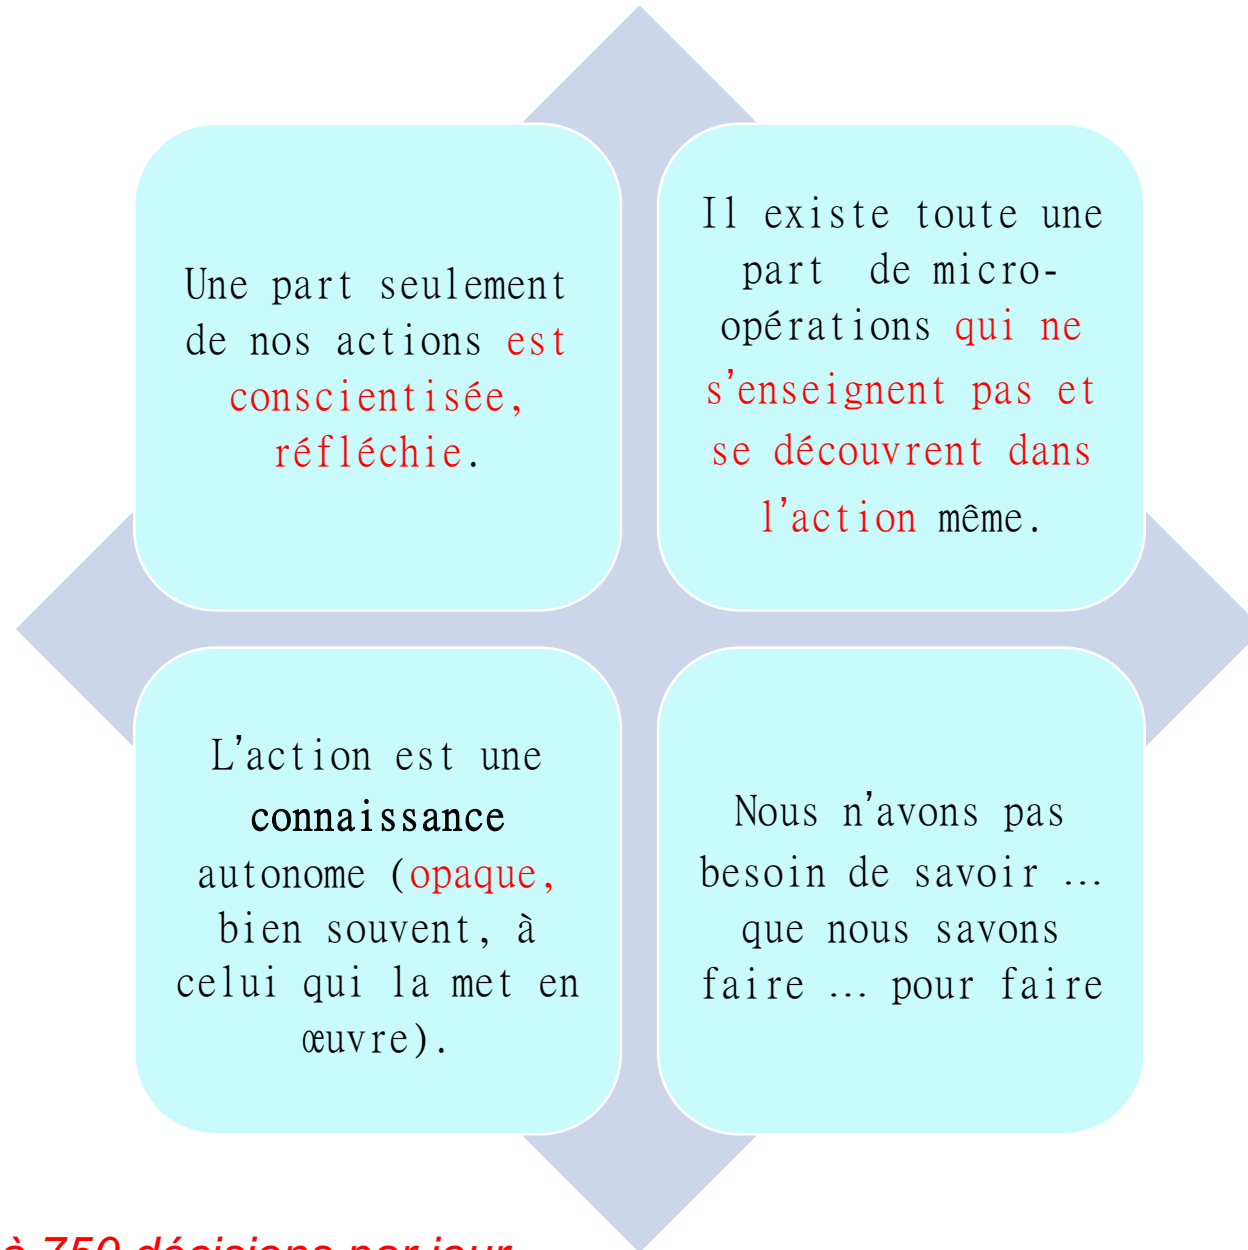 Une part seulement
de nos actions est
conscientisée,
réfléchie.
Il existe toute une
part de micro-
opérations qui ne
s'enseignent pas et
se découvrent dans
l'action même.
L'action est une
connaissance
autonome (opaque,
bien souvent, à
celui qui la met en
œuvre).
Nous n'avons pas
besoin de savoir …
que nous savons
faire … pour faire
à 750 décisions par jour